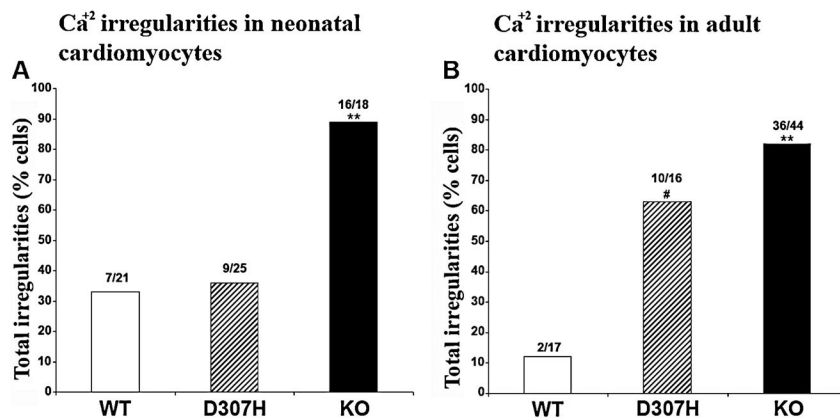 Ca+2 irregularities in neonatal
cardiomyocytes
A
Total irregularities (% cells)
100
90
80
70
60
50
40
30
20
10
0
7/21
9/25
16/18
**
WT
D307H
KO
Ca+2 irregularities in adult
cardiomyocytes
B
Total irregularities (% cells)
100
90
80
70
60
50
40
30
20
10
0
2/17
10/16
#
36/44
**
WT
D307H
KO